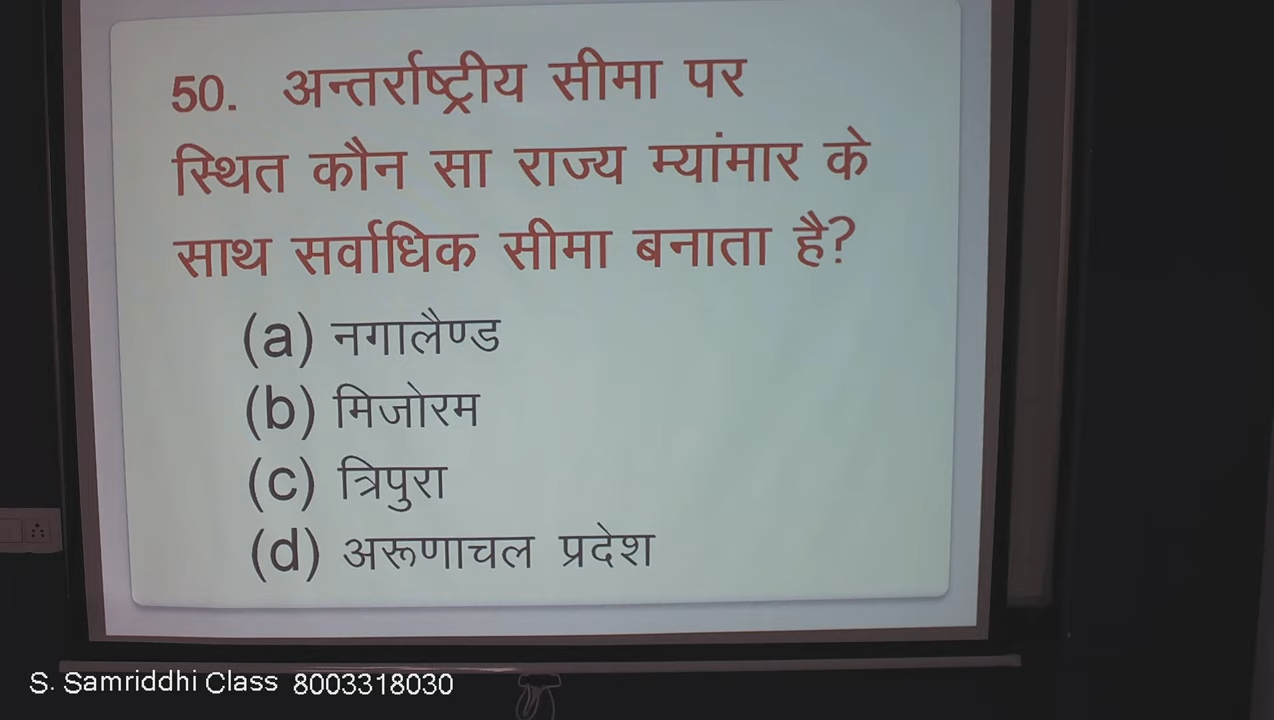 50. अन्तर्राष्ट्रीय सीमा पर
स्थित कौन सा राज्य म्यांमार के
साथ सर्वाधिक सीमा बनाता है?
(a) नगालैण्ड
(b) मिजोरम
(c) त्रिपुरा
(d) अरूणाचल प्रदेश
S. Samriddhi Class 8003318030